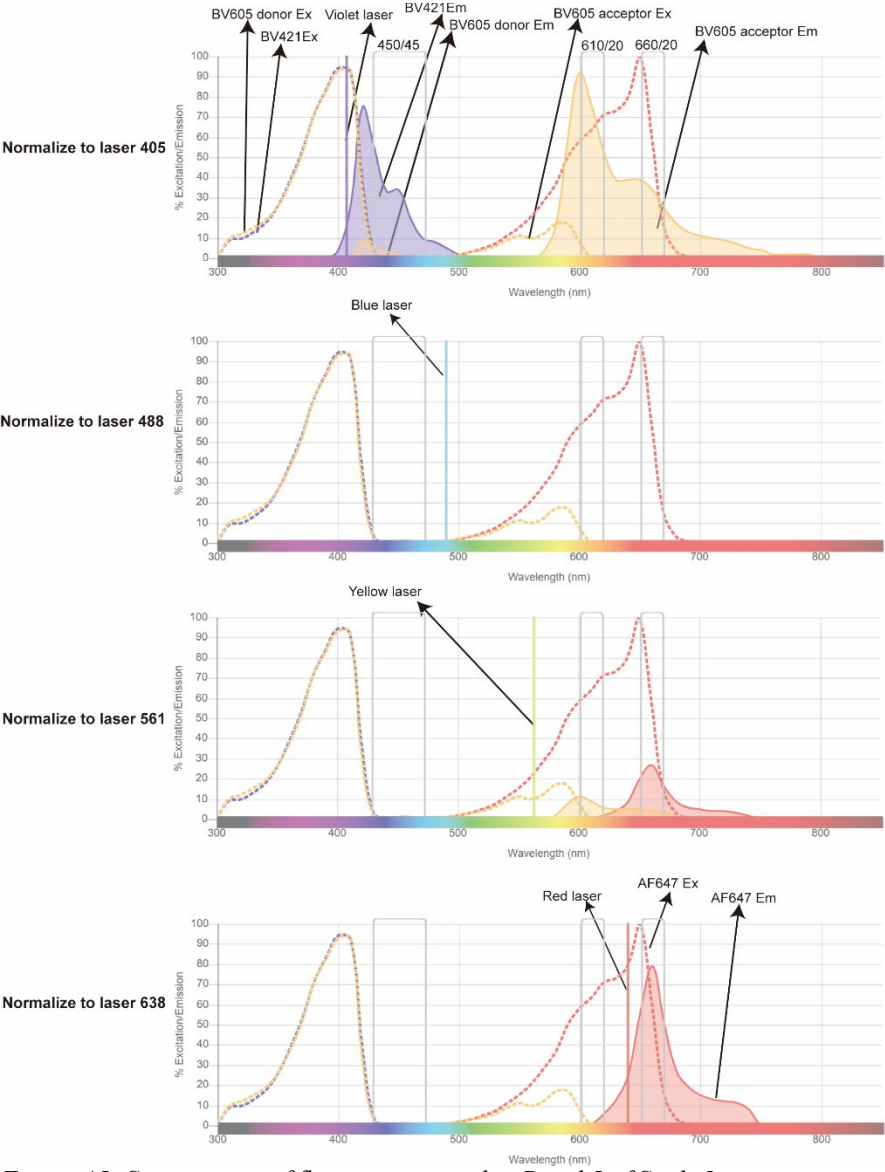 BV605 donor Ex
BV421Ex
Violet laser
BV421Em
BV605 donor Em
BV605 acceptor Ex
BV605 acceptor Em
450/45
610/20
660/20
Normalize to laser 405
% Excitation/Emission
100
90
80
70
60
50
40
30
20
10
0
300 400 500 600 700 800
Wavelength (nm)
Blue laser
Normalize to laser 488
% Excitation/Emission
100
90
80
70
60
50
40
30
20
10
0
300 400 500 600 700 800
Wavelength (nm)
Yellow laser
Normalize to laser 561
% Excitation/Emission
100
90
80
70
60
50
40
30
20
10
0
300 400 500 600 700 800
Wavelength (nm)
Red laser
AF647 Ex
AF647 Em
Normalize to laser 638
% Excitation/Emission
100
90
80
70
60
50
40
30
20
10
0
300 400 500 600 700 800
Wavelength (nm)